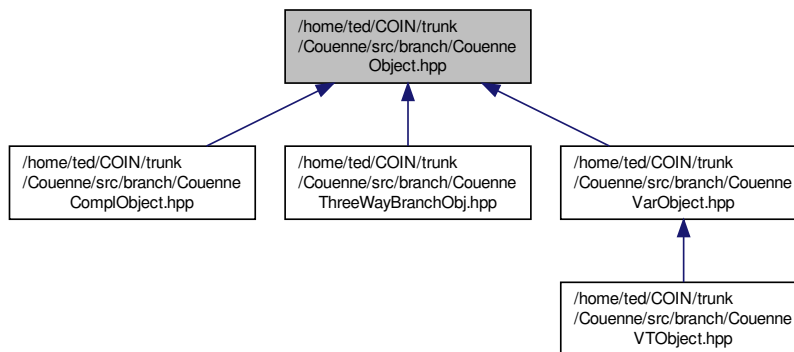 /home/ted/COIN/trunk
/Couenne/src/branch/Couenne
Object.hpp
/home/ted/COIN/trunk
/Couenne/src/branch/Couenne
ComplObject.hpp
/home/ted/COIN/trunk
/Couenne/src/branch/Couenne
ThreeWayBranchObj.hpp
/home/ted/COIN/trunk
/Couenne/src/branch/Couenne
VarObject.hpp
/home/ted/COIN/trunk
/Couenne/src/branch/Couenne
VTObject.hpp